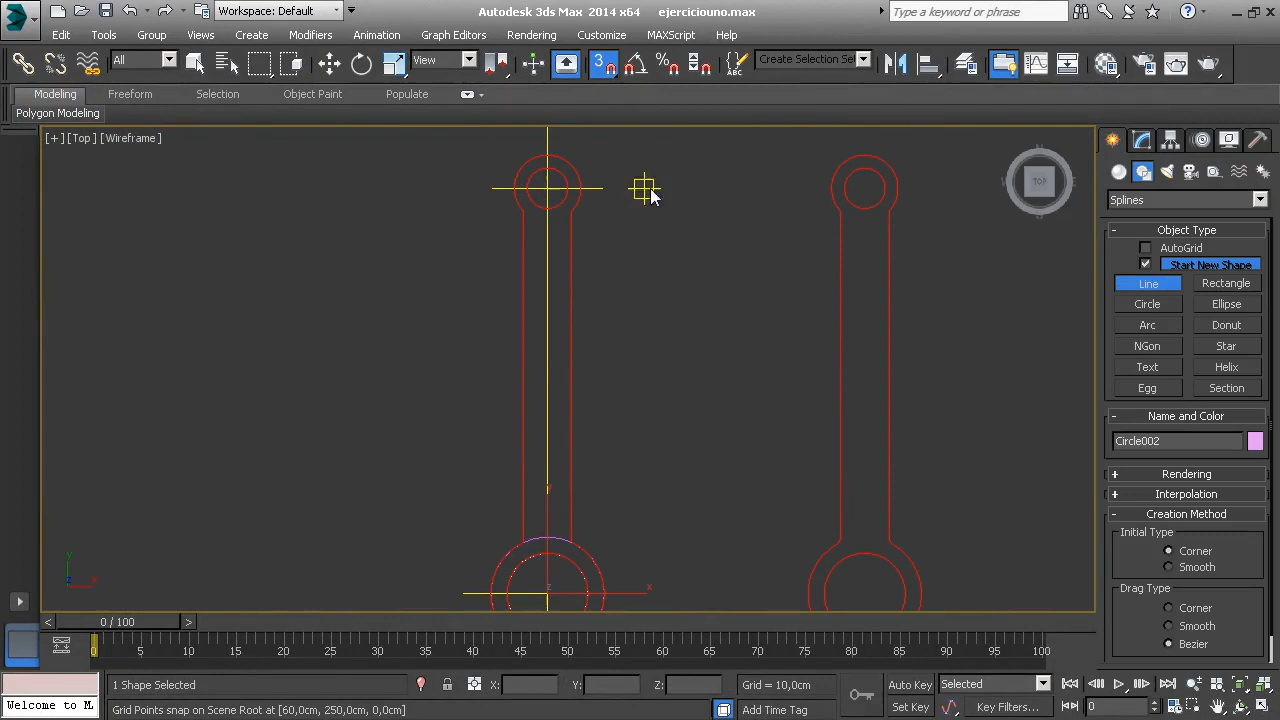 Workspace: Default
Autodesk 3ds Max 2014 x64 ejerciciouno.max
Type a keyword or phrase
Edit Tools Group Views Create Modifiers Animation Graph Editors Rendering Customize MAXScript Help
All View 3 Create Selection Set
Modeling Freeform Selection Object Paint Populate
Polygon Modeling
[+] [Top] [Wireframe]
TOP
Splines
Object Type
AutoGrid
Start New Shape
Line Rectangle
Circle Ellipse
Arc Donut
NGon Star
Text Helix
Egg Section
Name and Color
Circle002
Rendering
Interpolation
Creation Method
Initial Type
Corner
Smooth
Drag Type
Corner
Smooth
Bezier
y
z x
y
z x
< 0 / 100 >
0 5 10 15 20 25 30 35 40 45 50 55 60 65 70 75 80 85 90 95 100
1 Shape Selected X: Y: Z: Grid = 10,0cm Auto Key Selected
Welcome to M. Grid Points snap on Scene Root at [60,0cm, 250,0cm, 0,0cm] Add Time Tag Set Key Key Filters... 0